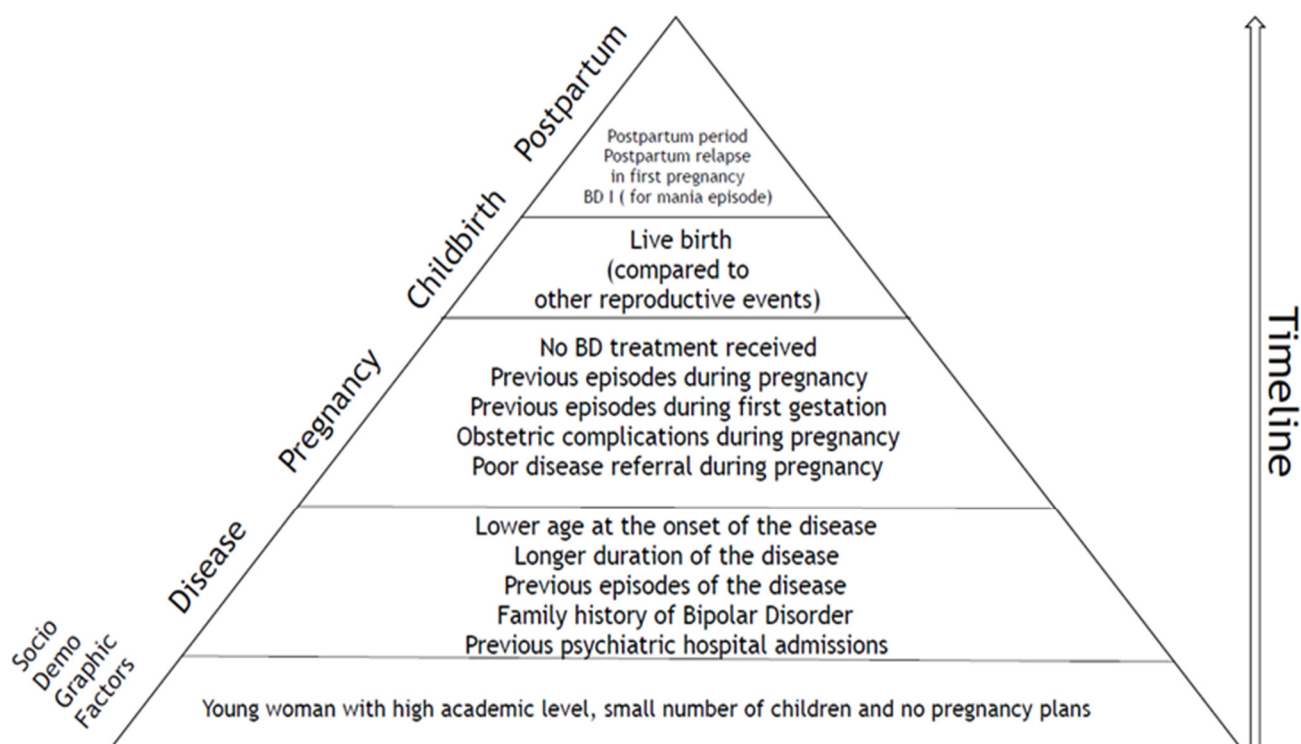 Postpartum
Postpartum period
Postpartum relapse
in first pregnancy
BD I ( for mania episode)
Childbirth
Live birth
(compared to
other reproductive events)
Pregnancy
No BD treatment received
Previous episodes during pregnancy
Previous episodes during first gestation
Obstetric complications during pregnancy
Poor disease referral during pregnancy
Disease
Lower age at the onset of the disease
Longer duration of the disease
Previous episodes of the disease
Family history of Bipolar Disorder
Previous psychiatric hospital admissions
Socio
Demo
Graphic
Factors
Young woman with high academic level, small number of children and no pregnancy plans
Timeline